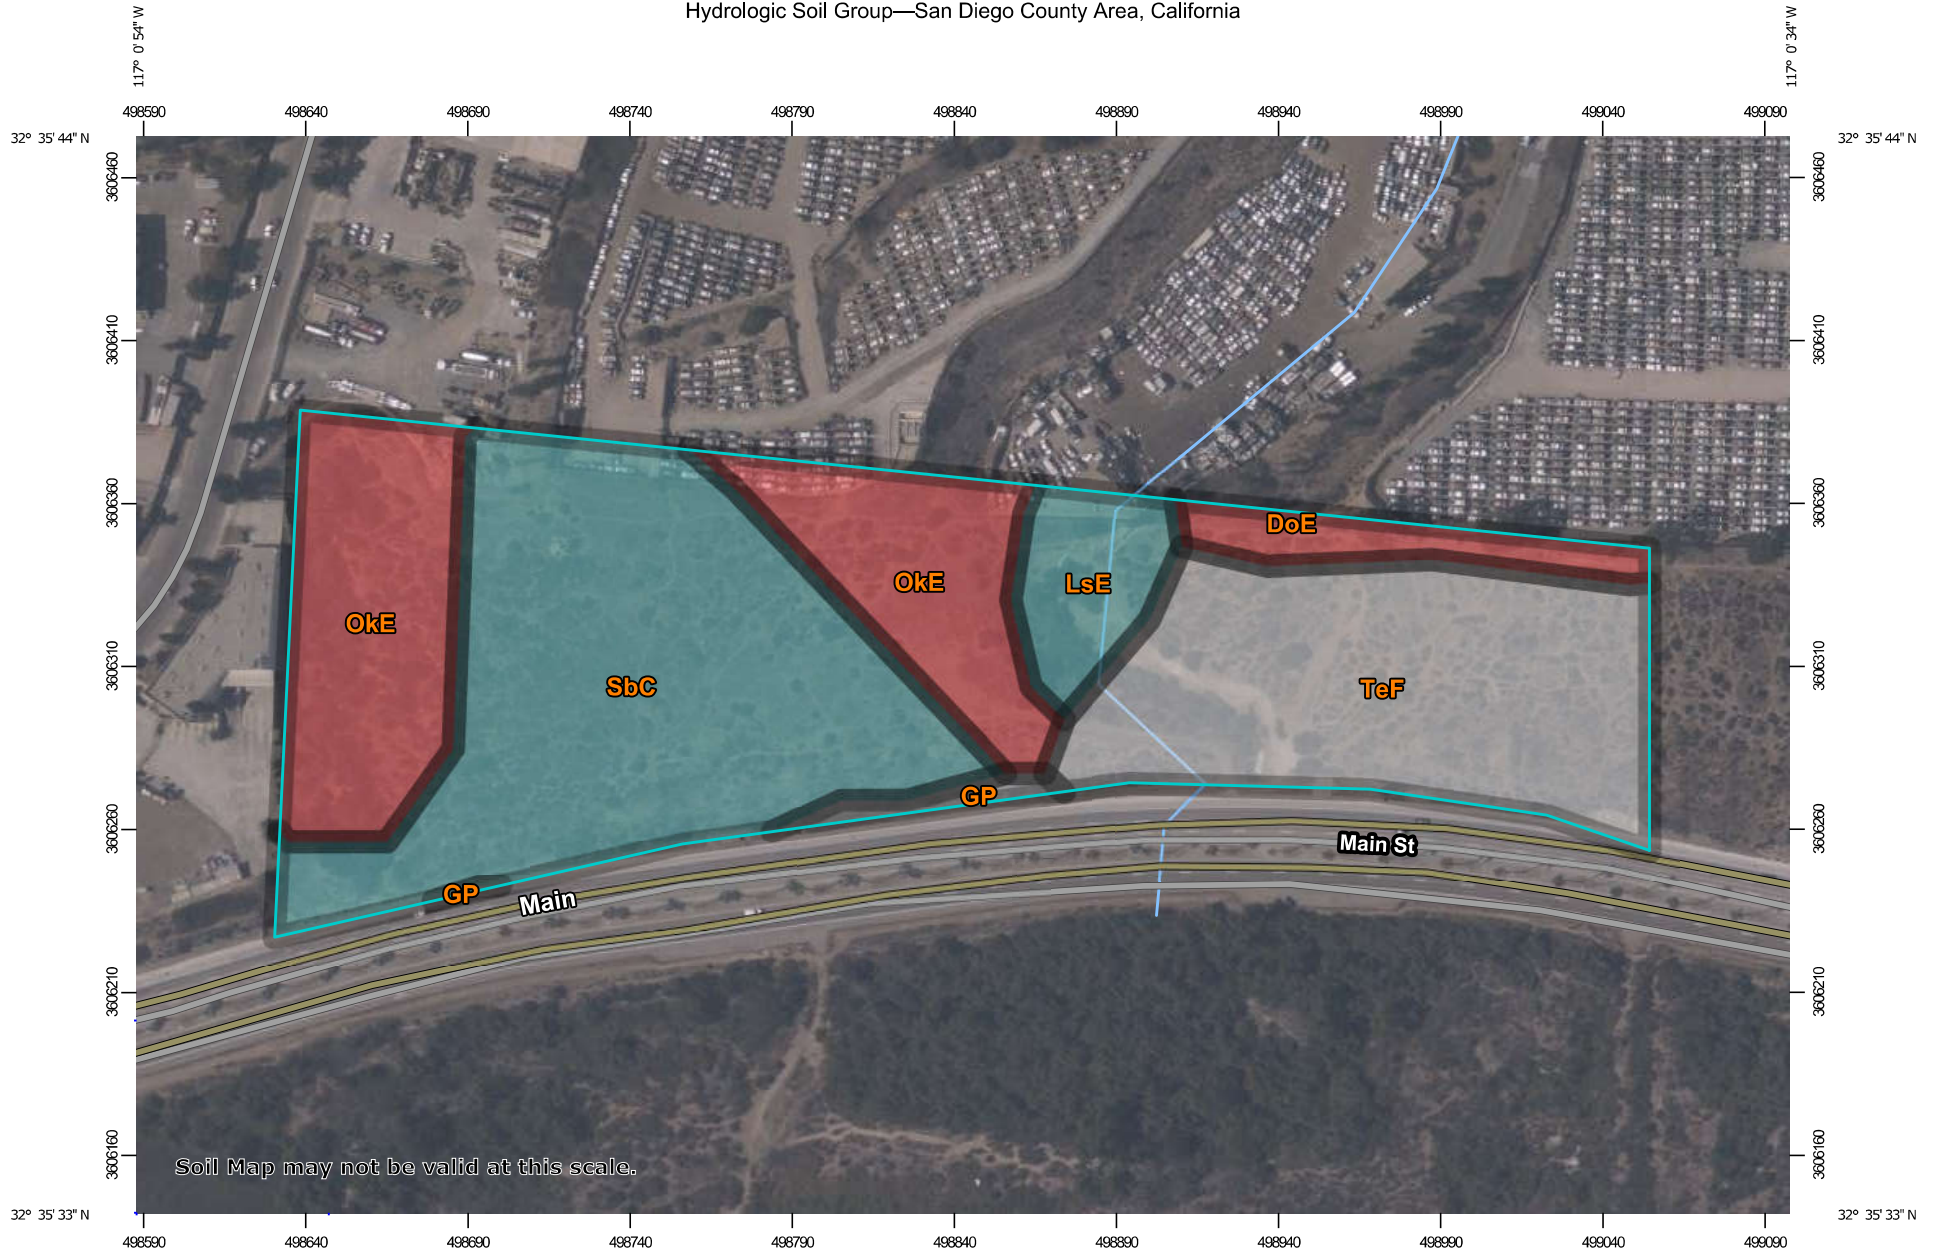 Hydrologic Soil Group—San Diego County Area, California
117° 0' 54" W
117° 0' 34" W
498590 498640 498690 498740 498790 498840 498890 498940 498990 499040 499090
32° 35' 44" N
32° 35' 44" N
3606460
3606460
3606410
3606410
3606360
3606360
DoE
OkE
LsE
OkE
3606310
3606310
SbC
TeF
GP
3606260
3606260
Main St
GP
Main
3606210
3606210
3606160
3606160
Soil Map may not be valid at this scale.
32° 35' 33" N
32° 35' 33" N
498590 498640 498690 498740 498790 498840 498890 498940 498990 499040 499090